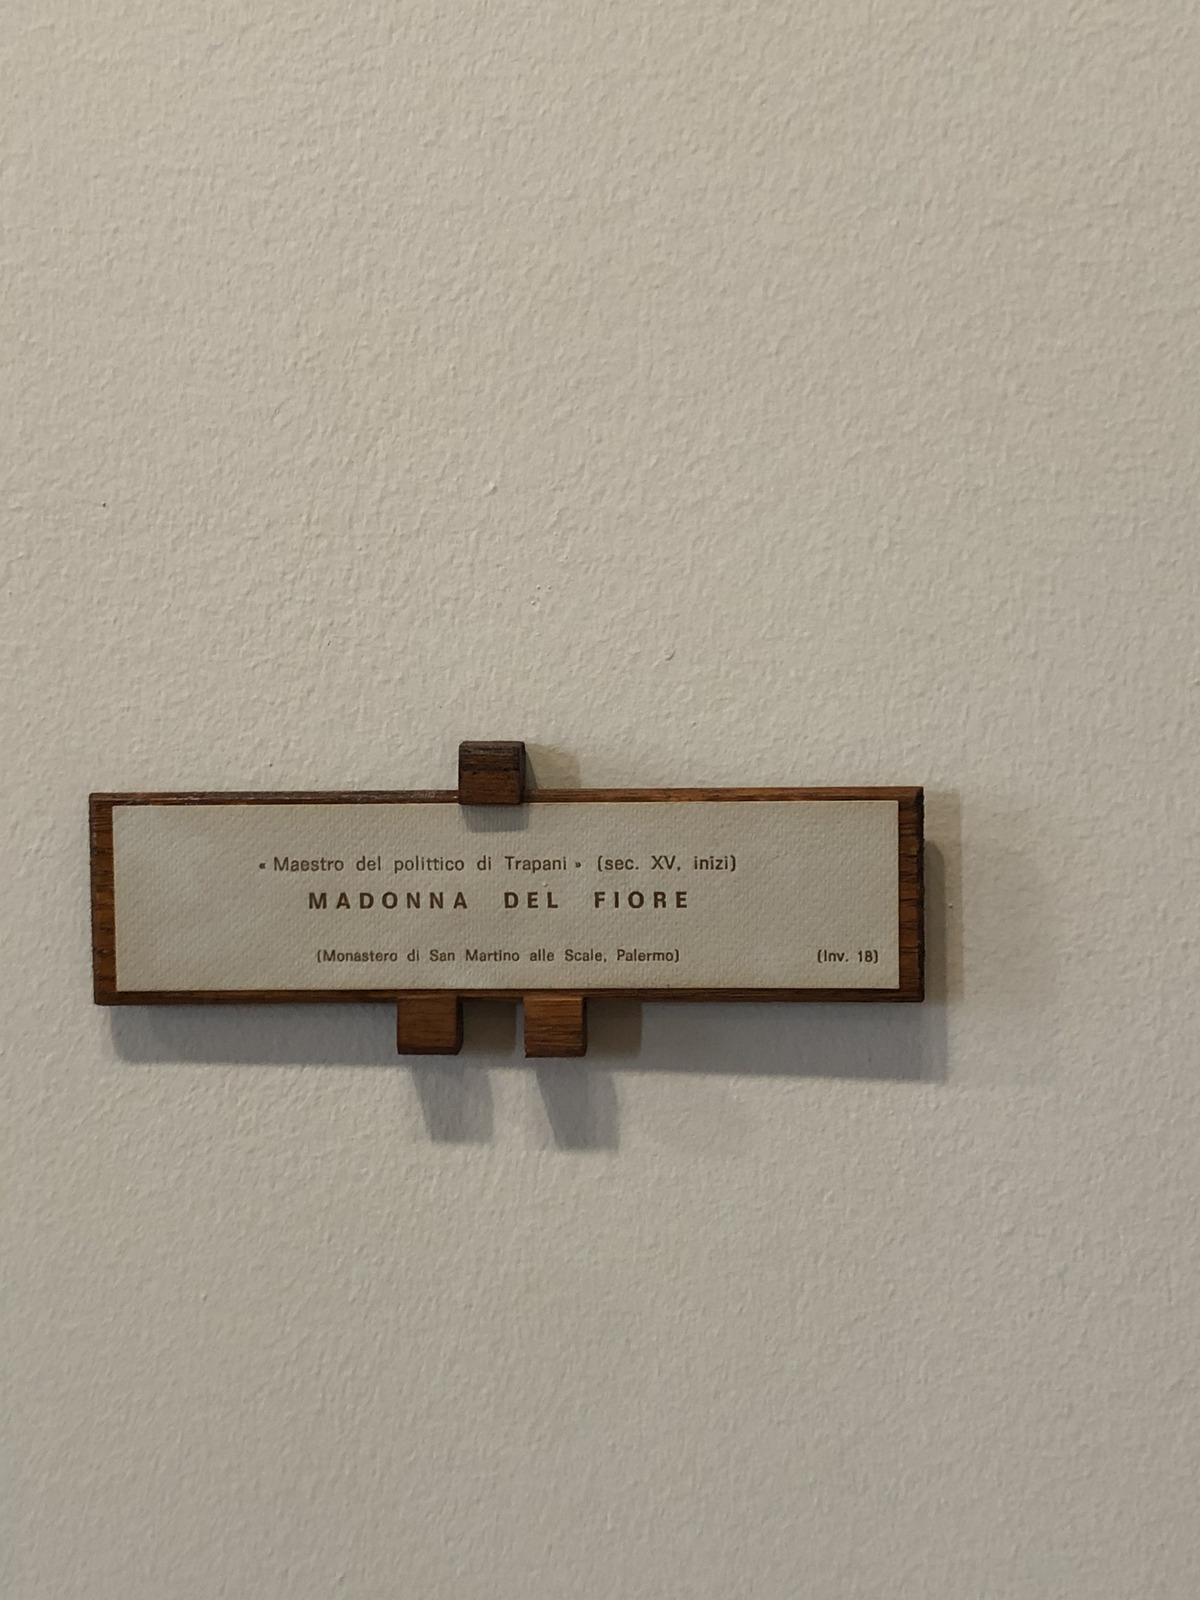 « Maestro del polittico di Trapani » (sec. XV, inizi)
MADONNA DEL FIORE
(Monastero di San Martino alle Scale, Palermo) (Inv. 18)